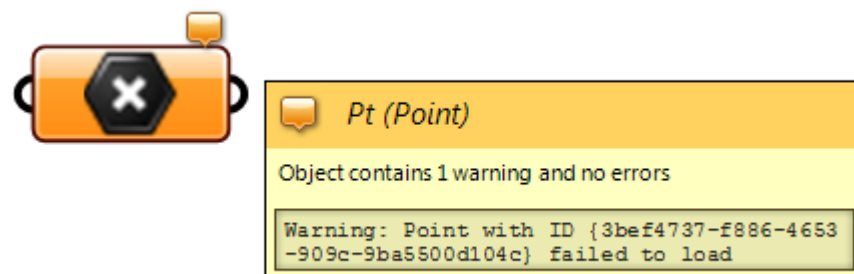 Pt (Point)
Object contains 1 warning and no errors
Warning: Point with ID {3bef4737-f886-4653
-909c-9ba5500d104c} failed to load